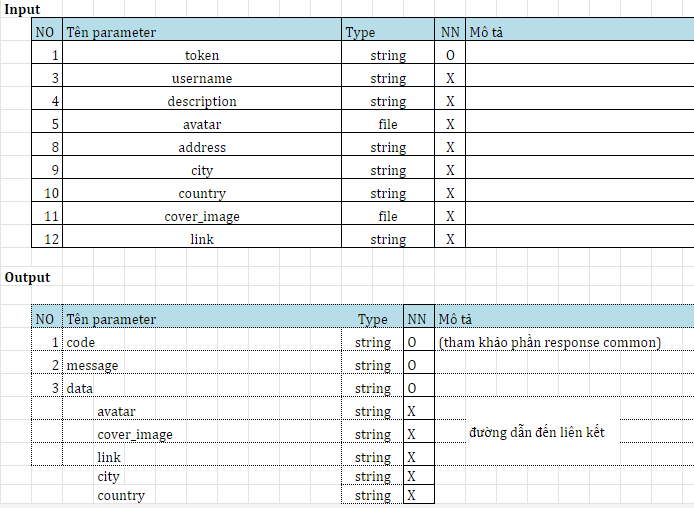 Input
NO Tên parameter Type NN Mô tả
1 token string O
3 username string X
4 description string X
5 avatar file X
8 address string X
9 city string X
10 country string X
11 cover_image file X
12 link string X
Output
NO Tên parameter Type NN Mô tả
1 code string O (tham khảo phần response common)
2 message string O
3 data string O
avatar string X
cover_image string X đường dẫn đến liên kết
link string X
city string X
country string X